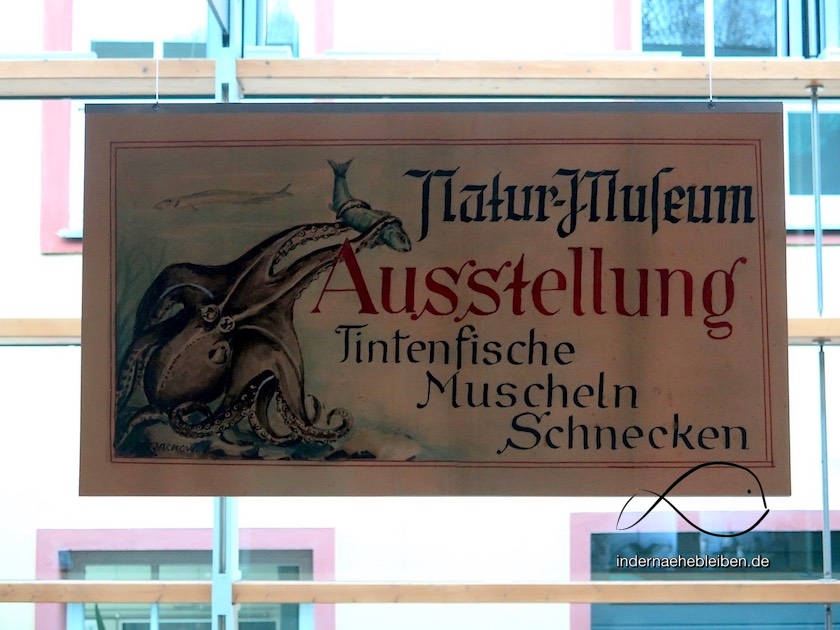 Natur-Museum
Ausstellung
Tintenfische
Muscheln
Schnecken
indernaehebleiben.de